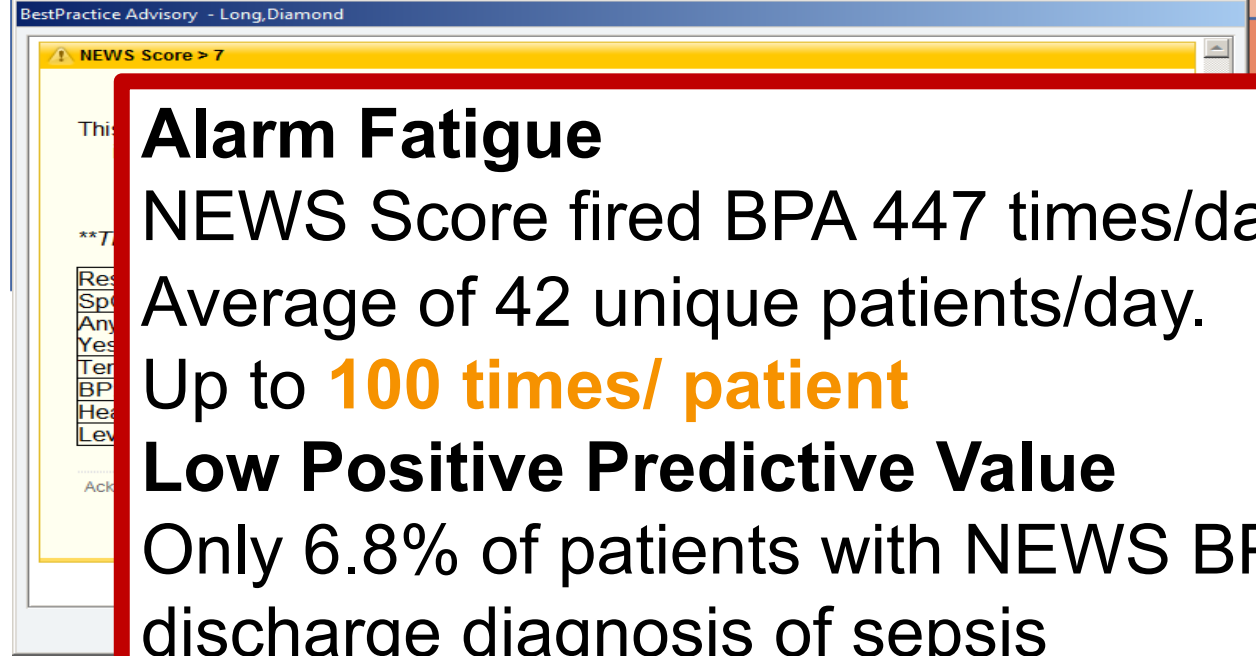 BestPractice Advisory - Long,Diamond
NEWS Score > 7
Alarm Fatigue
NEWS Score fired BPA 447 times/da
Average of 42 unique patients/day.
Up to 100 times/ patient
Low Positive Predictive Value
Only 6.8% of patients with NEWS
discharge diagnosis of sepsis